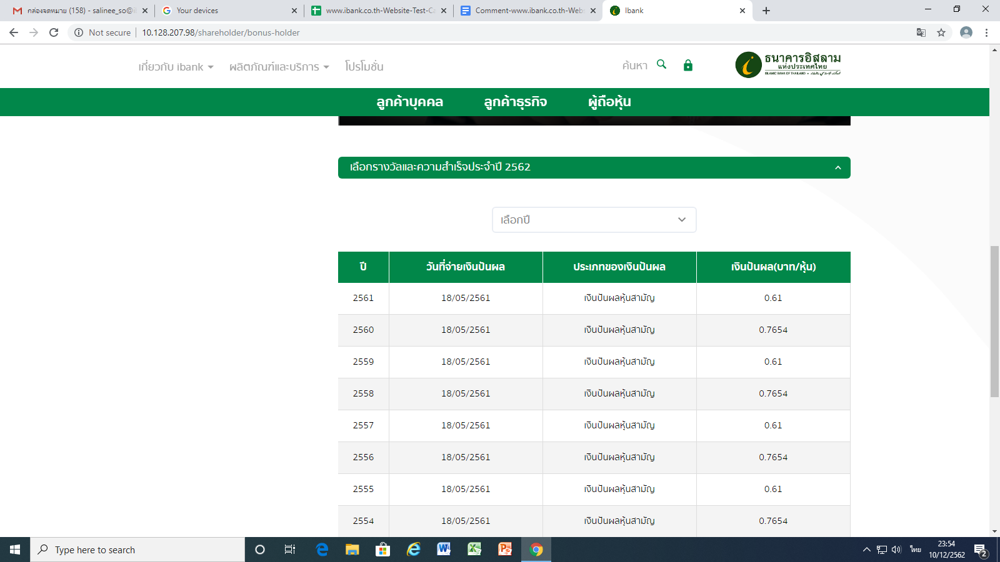 กล่องจดหมาย (158) - salinee_so@i
Your devices
www.ibank.co.th-Website-Test-Ca
Comment-www.ibank.co.th-Web
Ibank
Not secure
10.128.207.98/shareholder/bonus-holder
เกี่ยวกับ ibank
ผลิตภัณฑ์และบริการ
โปรโมชั่น
ค้นหา
ธนาคารอิสลาม
แห่งประเทศไทย
ISLAMIC BANK OF THAILAND
ลูกค้าบุคคล
ลูกค้าธุรกิจ
ผู้ถือหุ้น
เลือกรางวัลและความสำเร็จประจำปี 2562
เลือกปี
ปี วันที่จ่ายเงินปันผล ประเภทของเงินปันผล เงินปันผล(บาท/หุ้น)
2561 18/05/2561 เงินปันผลหุ้นสามัญ 0.61
2560 18/05/2561 เงินปันผลหุ้นสามัญ 0.7654
2559 18/05/2561 เงินปันผลหุ้นสามัญ 0.61
2558 18/05/2561 เงินปันผลหุ้นสามัญ 0.7654
2557 18/05/2561 เงินปันผลหุ้นสามัญ 0.61
2556 18/05/2561 เงินปันผลหุ้นสามัญ 0.7654
2555 18/05/2561 เงินปันผลหุ้นสามัญ 0.61
2554 18/05/2561 เงินปันผลหุ้นสามัญ 0.7654
Type here to search
ไทย
23:54
10/12/2562
2